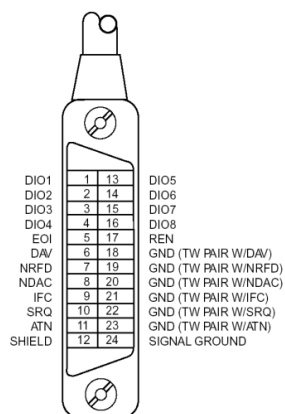 DIO1 1 13 DIO5
DIO2 2 14 DIO6
DIO3 3 15 DIO7
DIO4 4 16 DIO8
EOI 5 17 REN
DAV 6 18 GND (TW PAIR W/DAV)
NRFD 7 19 GND (TW PAIR W/NRFD)
NDAC 8 20 GND (TW PAIR W/NDAC)
IFC 9 21 GND (TW PAIR W/IFC)
SRQ 10 22 GND (TW PAIR W/SRQ)
ATN 11 23 GND (TW PAIR W/ATN)
SHIELD 12 24 SIGNAL GROUND